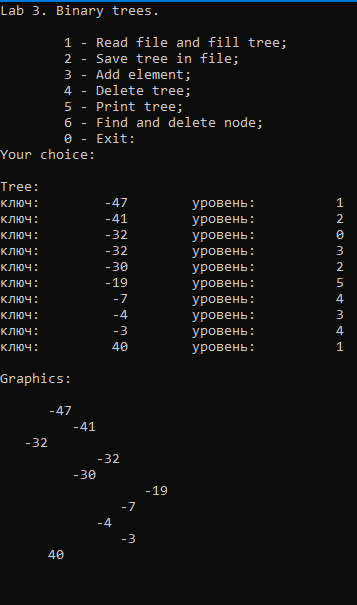 Lab 3. Binary trees.
1 - Read file and fill tree;
2 - Save tree in file;
3 - Add element;
4 - Delete tree;
5 - Print tree;
6 - Find and delete node;
0 - Exit:
Your choice:
Tree:
ключ: -47 уровень: 1
ключ: -41 уровень: 2
ключ: -32 уровень: 0
ключ: -32 уровень: 3
ключ: -30 уровень: 2
ключ: -19 уровень: 5
ключ: -7 уровень: 4
ключ: -4 уровень: 3
ключ: -3 уровень: 4
ключ: 40 уровень: 1
Graphics:
-47
-41
-32
-32
-30
-19
-7
-4
-3
40